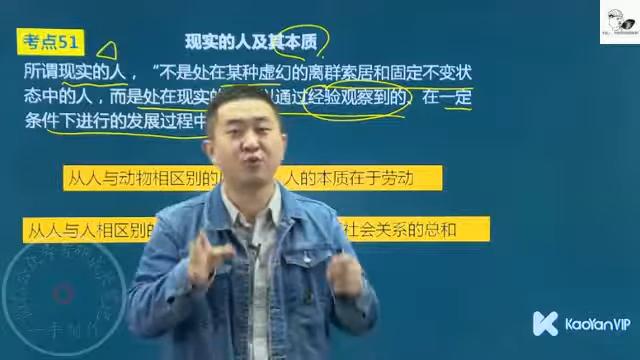 考点51
现实的人及其本质
所谓现实的人，“不是处在某种虚幻的离群索居和固定不变状
态中的人，而是处在现实的 以通过经验观察到的、在一定
条件下进行的发展过程中
从人与动物相区别的 人的本质在于劳动
从人与人相区别的 社会关系的总和
KaoYanVIP